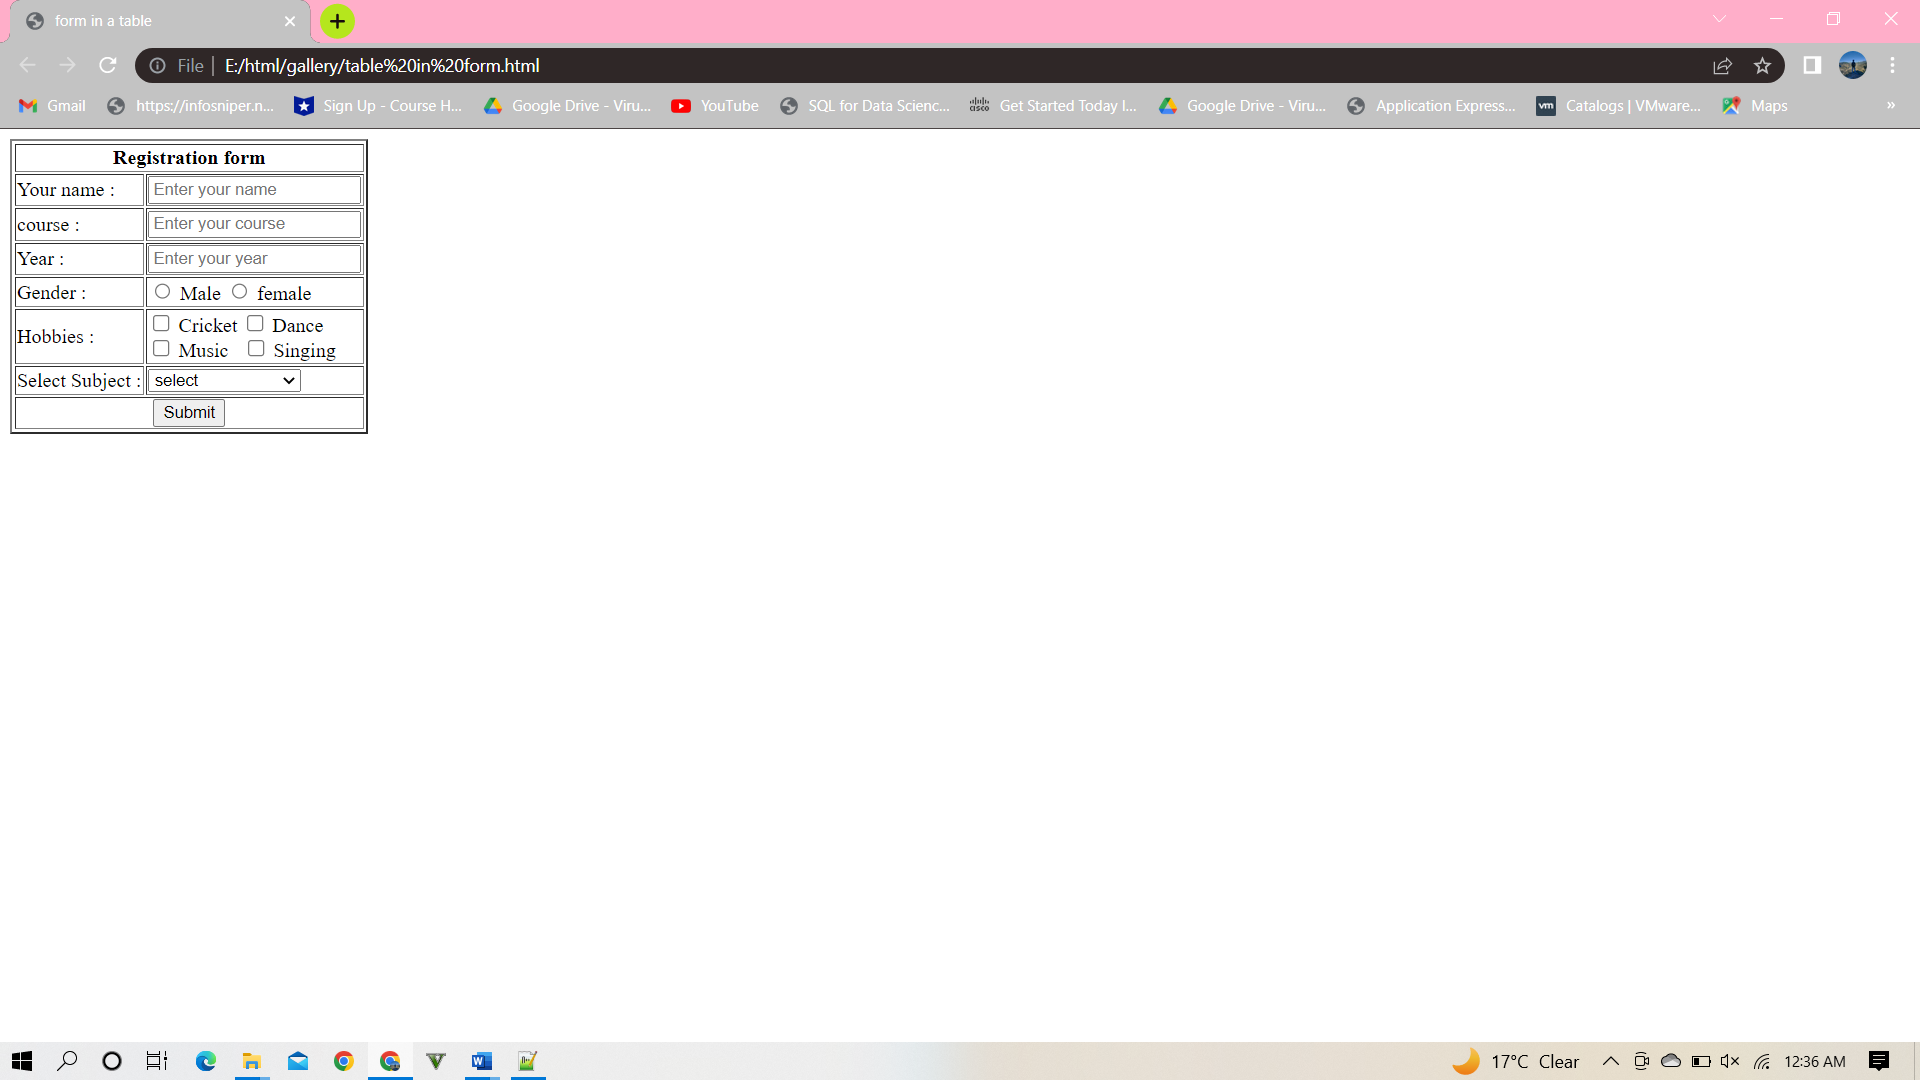 form in a table
File | E:/html/gallery/table%20in%20form.html
Gmail https://infosniper.n... Sign Up - Course H... Google Drive - Viru... YouTube SQL for Data Scienc... Get Started Today I... Google Drive - Viru... Application Express... vm Catalogs | VMware... Maps »
Registration form
Your name : Enter your name
course : Enter your course
Year : Enter your year
Gender : Male female
Hobbies : Cricket Dance
Music Singing
Select Subject : select
Submit
17°C Clear 12:36 AM